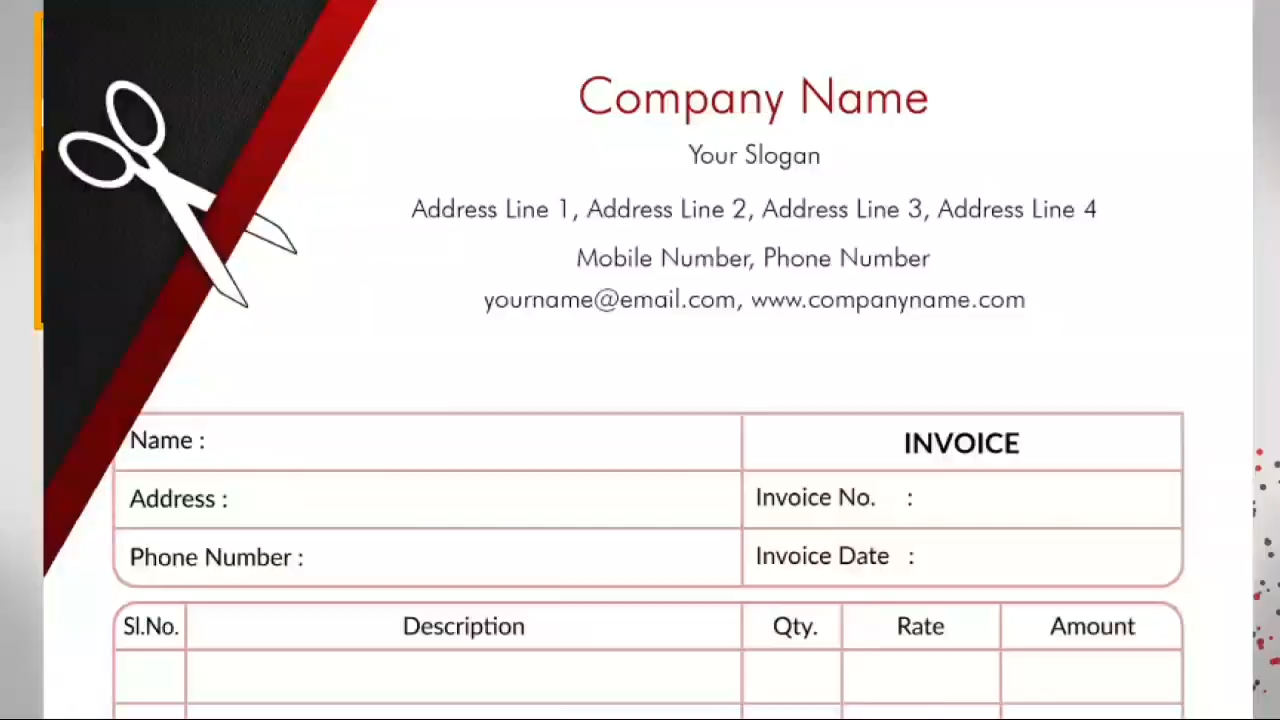 Company Name
Your Slogan
Address Line 1, Address Line 2, Address Line 3, Address Line 4
Mobile Number, Phone Number
yourname@email.com, www.companyname.com
Name :
INVOICE
Address :
Invoice No. :
Phone Number :
Invoice Date :
Sl.No. Description Qty. Rate Amount